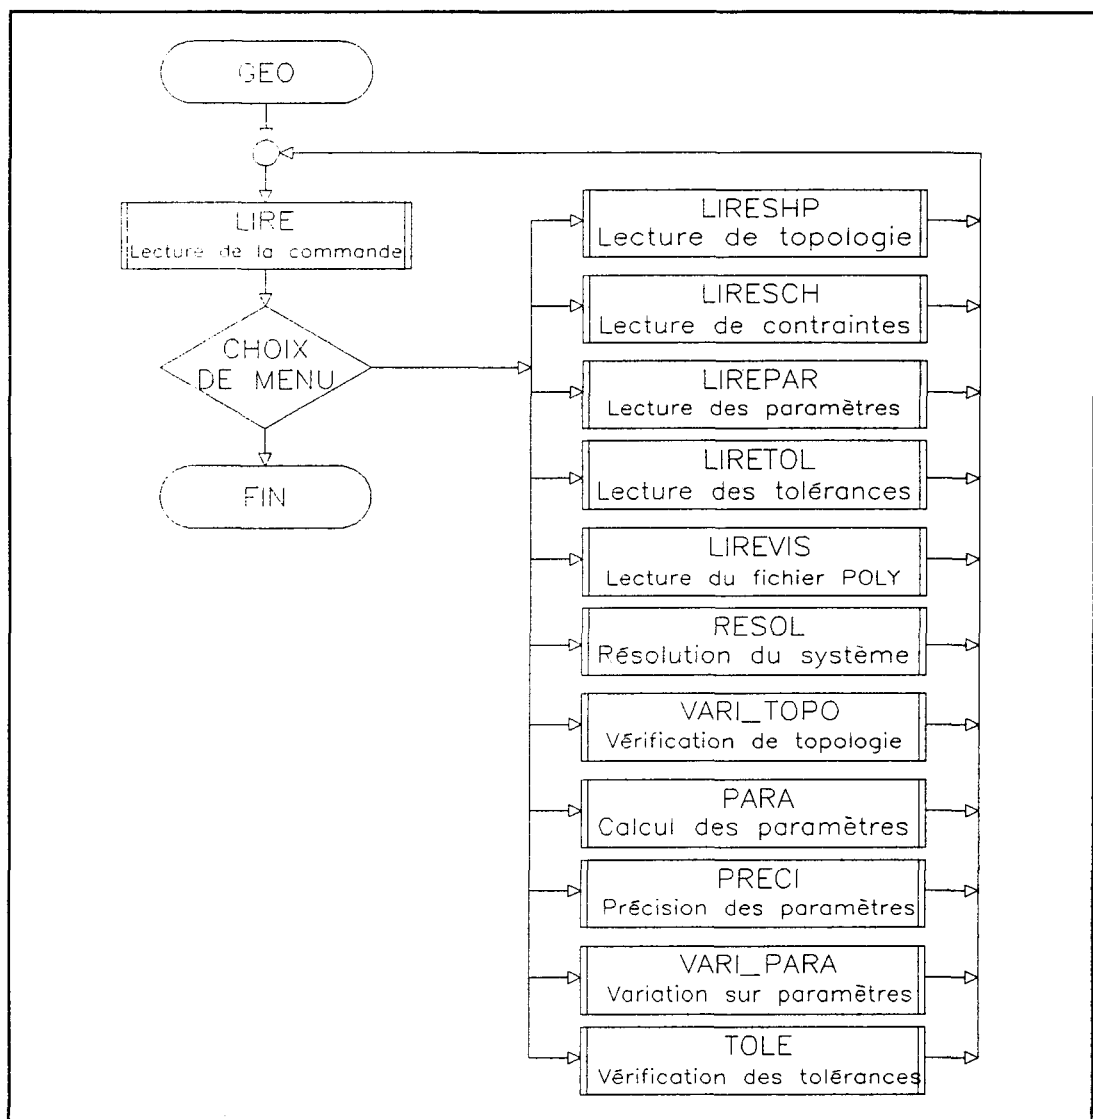 GEO
LIRE
Lecture de la commande
CHOIX
DE MENU
FIN
LIRESHP
Lecture de topologie
LIRESCH
Lecture de contraintes
LIREPAR
Lecture des paramètres
LIRETOL
Lecture des tolérances
LIREVIS
Lecture du fichier POLY
RESOL
Résolution du système
VARI_TOPO
Vérification de topologie
PARA
Calcul des paramètres
PRECI
Précision des paramètres
VARI_PARA
Variation sur paramètres
TOLE
Vérification des tolérances